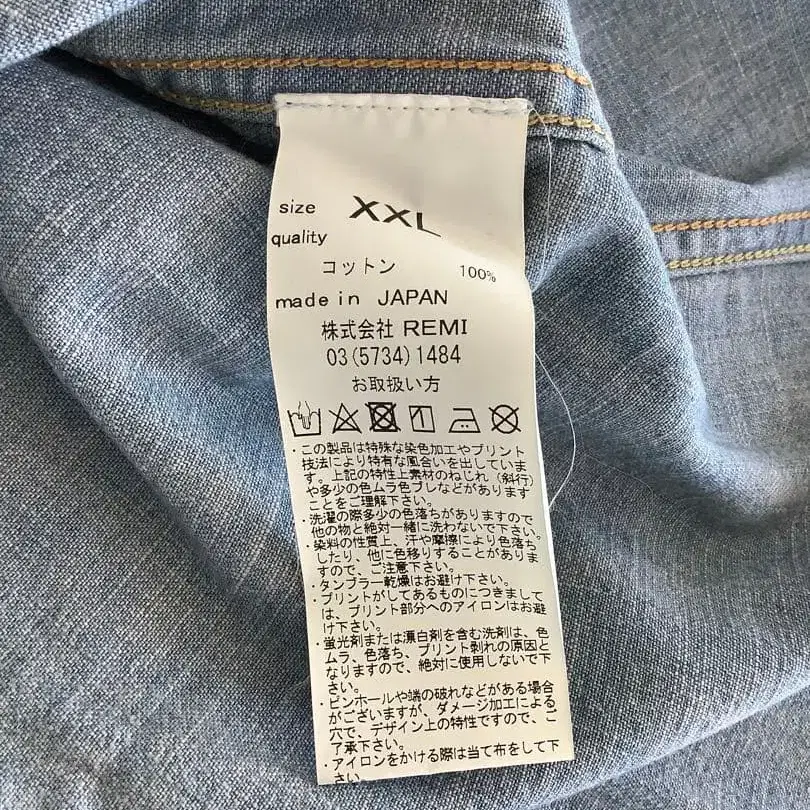 size XXL
quality
コットン 100%
made in JAPAN
株式会社 REMI
03(5734)1484
お取扱い方
・この製品は特殊な染色加工やプリント
技法により特有な風合いを出していま
す。上記の特性上素材のねじれ（斜行）
や多少の色ムラ色ブレなどがあります
ことをご理解下さい。
・洗濯の際多少の色落ちがありますので
他の物と絶対一緒に洗わないで下さい。
・染料の性質上、汗や摩擦により色落ち
したり、他に色移りすることがありま
すので、ご注意下さい。
・タンブラー乾燥はお避け下さい。
・プリントがしてあるものにつきまして
は、プリント部分へのアイロンはお避
け下さい。
・蛍光剤または漂白剤を含む洗剤は、色
ムラ、色落ち、プリント剥れの原因と
なりますので、絶対に使用しないで下
さい。
・ピンホールや端の破れなどがある場合
がございますが、ダメージ加工による
穴で、デザイン上の特性ですので、ご
了承下さい。
・アイロンをかける際は当て布をして下
さい。